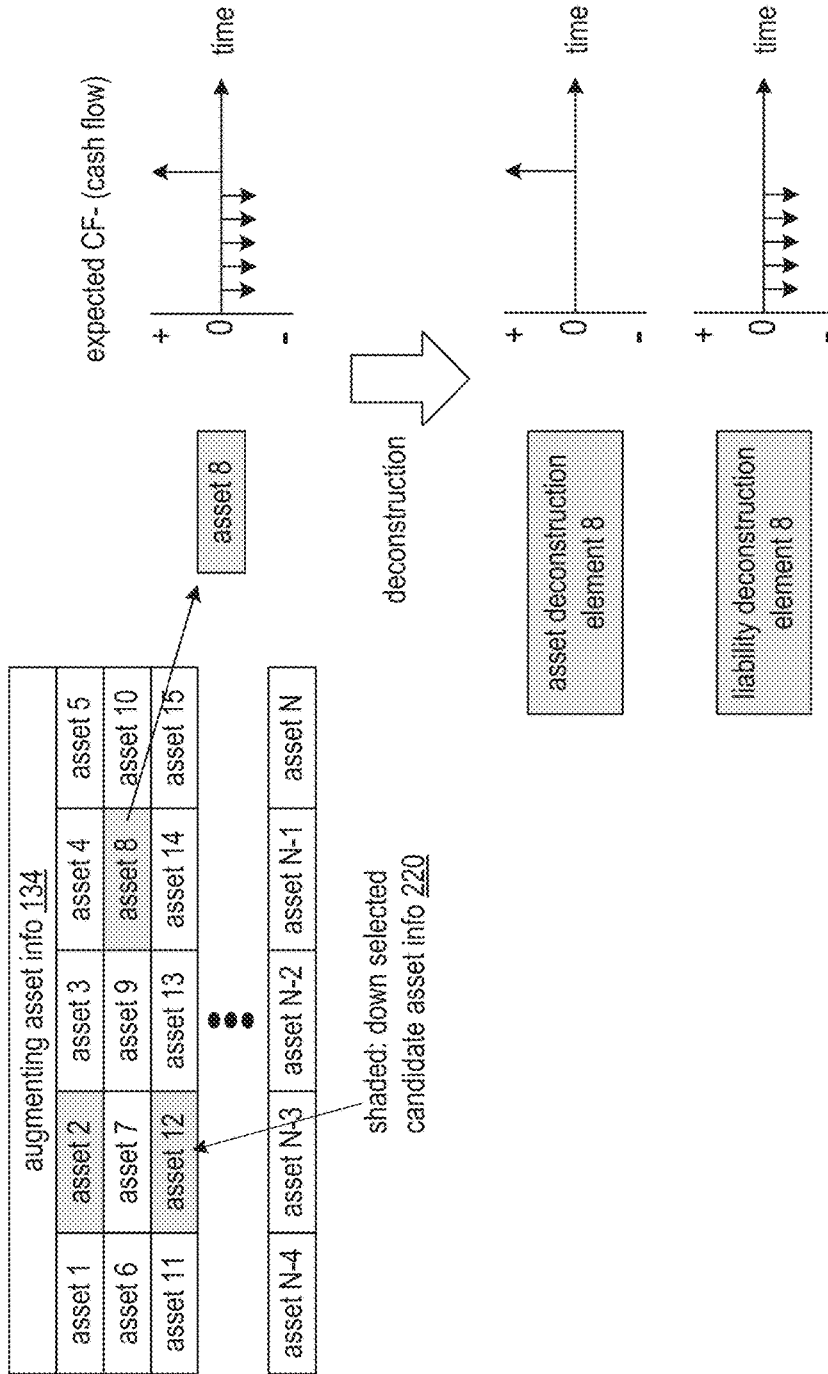 augmenting asset info 134
asset 1
asset 2
asset 3
asset 4
asset 5
asset 6
asset 7
asset 9
asset 8
asset 10
asset 11
asset 12
asset 13
asset 14
asset 15
asset N-4
asset N-3
asset N-2
asset N-1
asset N
shaded: down selected
candidate asset info 220
asset 8
expected CF- (cash flow)
+
0
-
time
deconstruction
asset deconstruction
element 8
+
0
-
time
liability deconstruction
element 8
+
0
-
time